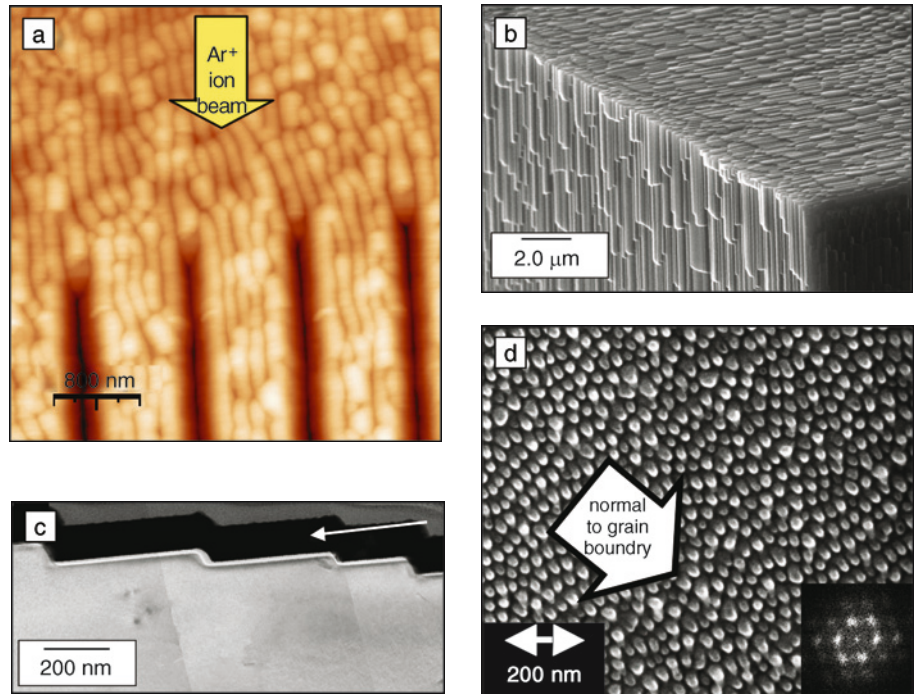 a
Ar+
ion
beam
800 nm
b
2.0 μm
c
200 nm
d
normal
to grain
boundry
200 nm